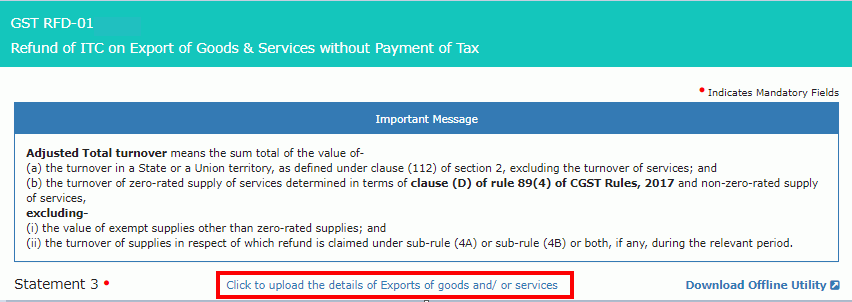 GST RFD-01
Refund of ITC on Export of Goods & Services without Payment of Tax
• Indicates Mandatory Fields
Important Message
Adjusted Total turnover means the sum total of the value of-
(a) the turnover in a State or a Union territory, as defined under clause (112) of section 2, excluding the turnover of services; and
(b) the turnover of zero-rated supply of services determined in terms of clause (D) of rule 89(4) of CGST Rules, 2017 and non-zero-rated supply
of services,
excluding-
(i) the value of exempt supplies other than zero-rated supplies; and
(ii) the turnover of supplies in respect of which refund is claimed under sub-rule (4A) or sub-rule (4B) or both, if any, during the relevant period.
Statement 3 • Click to upload the details of Exports of goods and/ or services Download Offline Utility